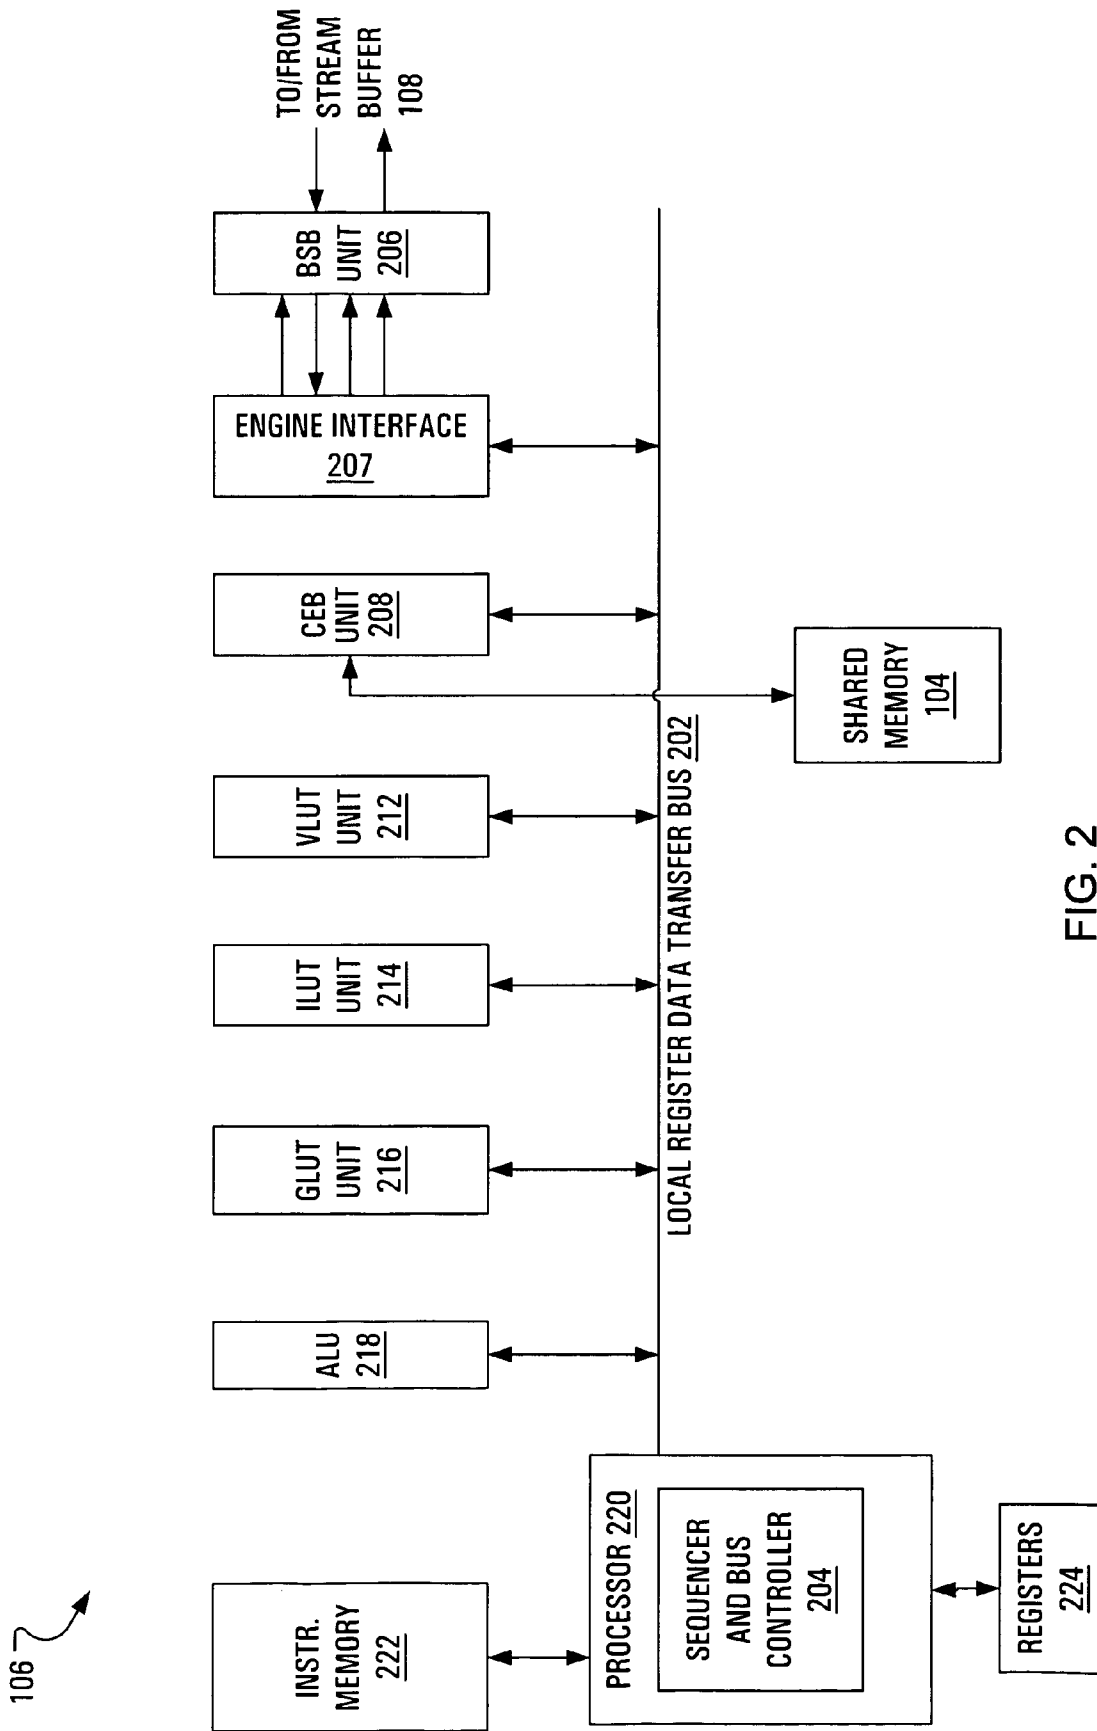 106
INSTR.
MEMORY
222
PROCESSOR 220
SEQUENCER
AND BUS
CONTROLLER
204
REGISTERS
224
ALU
218
GLUT
UNIT
216
ILUT
UNIT
214
VLUT
UNIT
212
CEB
UNIT
208
ENGINE INTERFACE
207
BSB
UNIT
206
TO/FROM
STREAM
BUFFER
108
LOCAL REGISTER DATA TRANSFER BUS 202
SHARED
MEMORY
104
FIG. 2